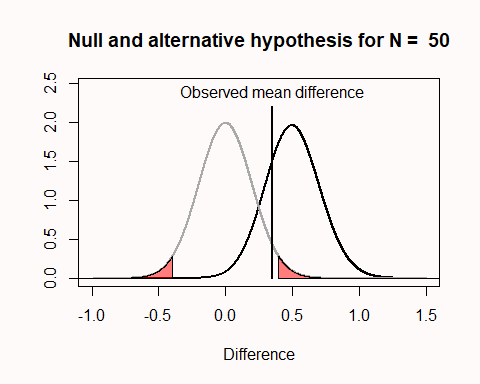 Null and alternative hypothesis for N = 50
Observed mean difference
2.5
2.0
1.5
1.0
0.5
0.0
-1.0 -0.5 0.0 0.5 1.0 1.5
Difference